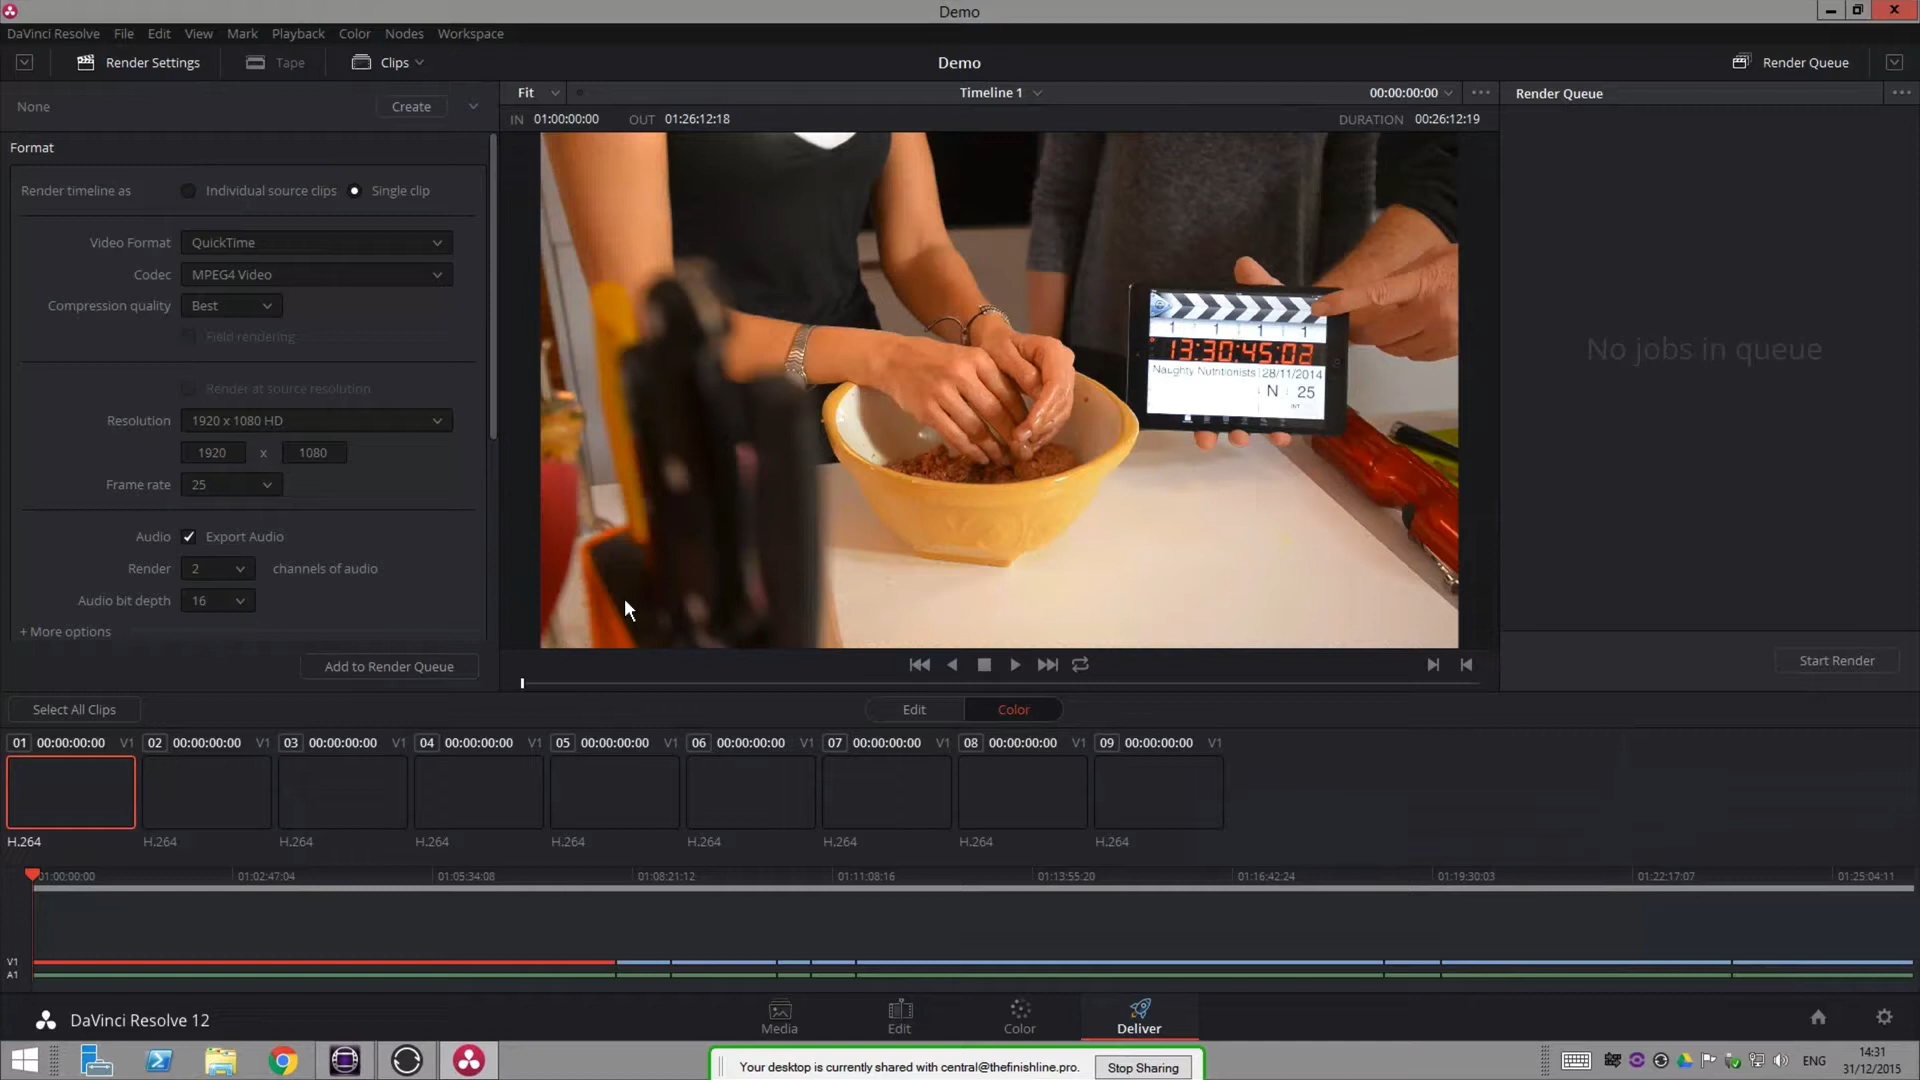 Demo
DaVinci Resolve File Edit View Mark Playback Color Nodes Workspace
Render Settings Tape Clips Demo Render Queue
None Create Fit Timeline 1 00:00:00:00 Render Queue
IN 01:00:00:00 OUT 01:26:12:18 DURATION 00:26:12:19
Format
Render timeline as Individual source clips Single clip
Video Format QuickTime
Codec MPEG4 Video
Compression quality Best
Field rendering
Render at source resolution
Resolution 1920 x 1080 HD
1920 x 1080
Frame rate 25
Audio Export Audio
Render 2 channels of audio
Audio bit depth 16
+ More options
Add to Render Queue
1 1 1 1
13:30:45:02
Naughty Nutritionists 28/11/2014
N 25
INT
No jobs in queue
Start Render
Select All Clips Edit Color
01 00:00:00:00 V1 02 00:00:00:00 V1 03 00:00:00:00 V1 04 00:00:00:00 V1 05 00:00:00:00 V1 06 00:00:00:00 V1 07 00:00:00:00 V1 08 00:00:00:00 V1 09 00:00:00:00 V1
H.264 H.264 H.264 H.264 H.264 H.264 H.264 H.264 H.264
01:00:00:00 01:02:47:04 01:05:34:08 01:08:21:12 01:11:08:16 01:13:55:20 01:16:42:24 01:19:30:03 01:22:17:07 01:25:04:11
V1
A1
DaVinci Resolve 12 Media Edit Color Deliver
Your desktop is currently shared with central@thefinishline.pro. Stop Sharing
ENG 14:31
31/12/2015